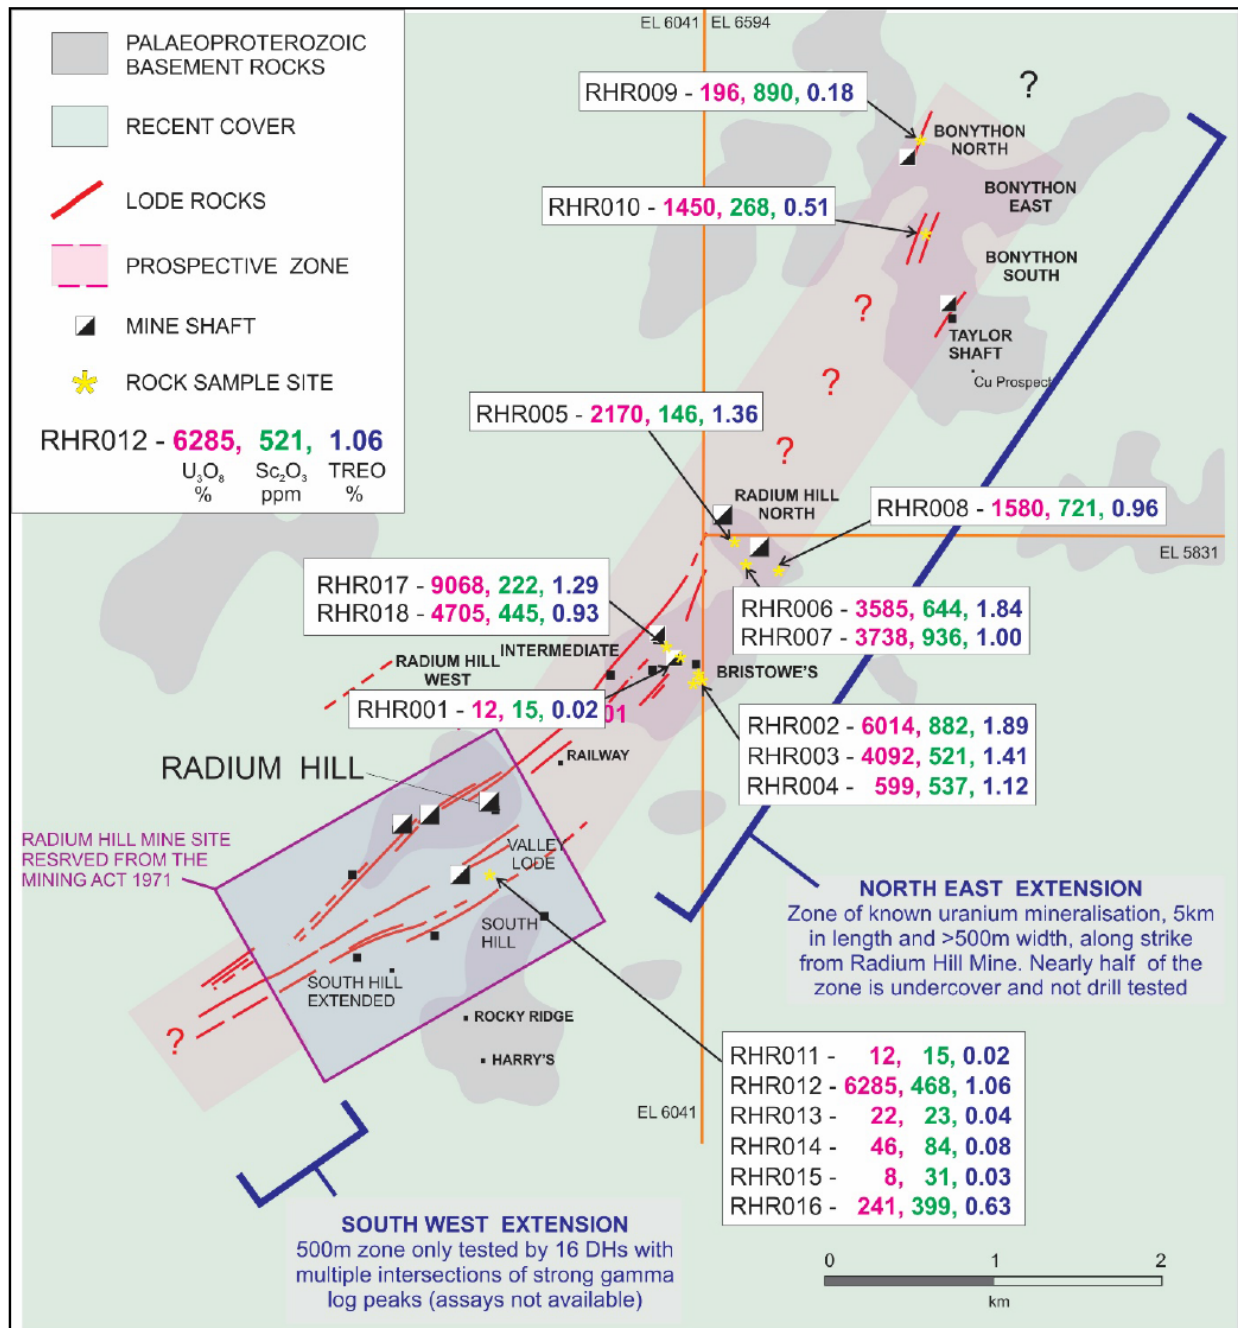 PALAEOPROTEROZOIC
BASEMENT ROCKS
RECENT COVER
LODE ROCKS
PROSPECTIVE ZONE
MINE SHAFT
ROCK SAMPLE SITE
RHR012 - 6285, 521, 1.06
U₃O₈ Sc₂O₃ TREO
% ppm %
EL 6041 EL 6594
RHR009 - 196, 890, 0.18
?
BONYTHON
NORTH
BONYTHON
EAST
RHR010 - 1450, 268, 0.51
BONYTHON
SOUTH
?
TAYLOR
SHAFT
Cu Prospect
?
RHR005 - 2170, 146, 1.36
?
RADIUM HILL
NORTH
RHR008 - 1580, 721, 0.96
EL 5831
RHR017 - 9068, 222, 1.29
RHR018 - 4705, 445, 0.93
RHR006 - 3585, 644, 1.84
RHR007 - 3738, 936, 1.00
INTERMEDIATE
RADIUM HILL
WEST
BRISTOWE'S
RHR001 - 12, 15, 0.02
01
RHR002 - 6014, 882, 1.89
RHR003 - 4092, 521, 1.41
RHR004 - 599, 537, 1.12
RAILWAY
RADIUM HILL
RADIUM HILL MINE SITE
RESRVED FROM THE
MINING ACT 1971
VALLEY
LODE
SOUTH
HILL
SOUTH HILL
EXTENDED
NORTH EAST EXTENSION
Zone of known uranium mineralisation, 5km
in length and >500m width, along strike
from Radium Hill Mine. Nearly half of the
zone is undercover and not drill tested
?
ROCKY RIDGE
HARRY'S
EL 6041
RHR011 - 12, 15, 0.02
RHR012 - 6285, 468, 1.06
RHR013 - 22, 23, 0.04
RHR014 - 46, 84, 0.08
RHR015 - 8, 31, 0.03
RHR016 - 241, 399, 0.63
SOUTH WEST EXTENSION
500m zone only tested by 16 DHs with
multiple intersections of strong gamma
log peaks (assays not available)
0 1 2
km